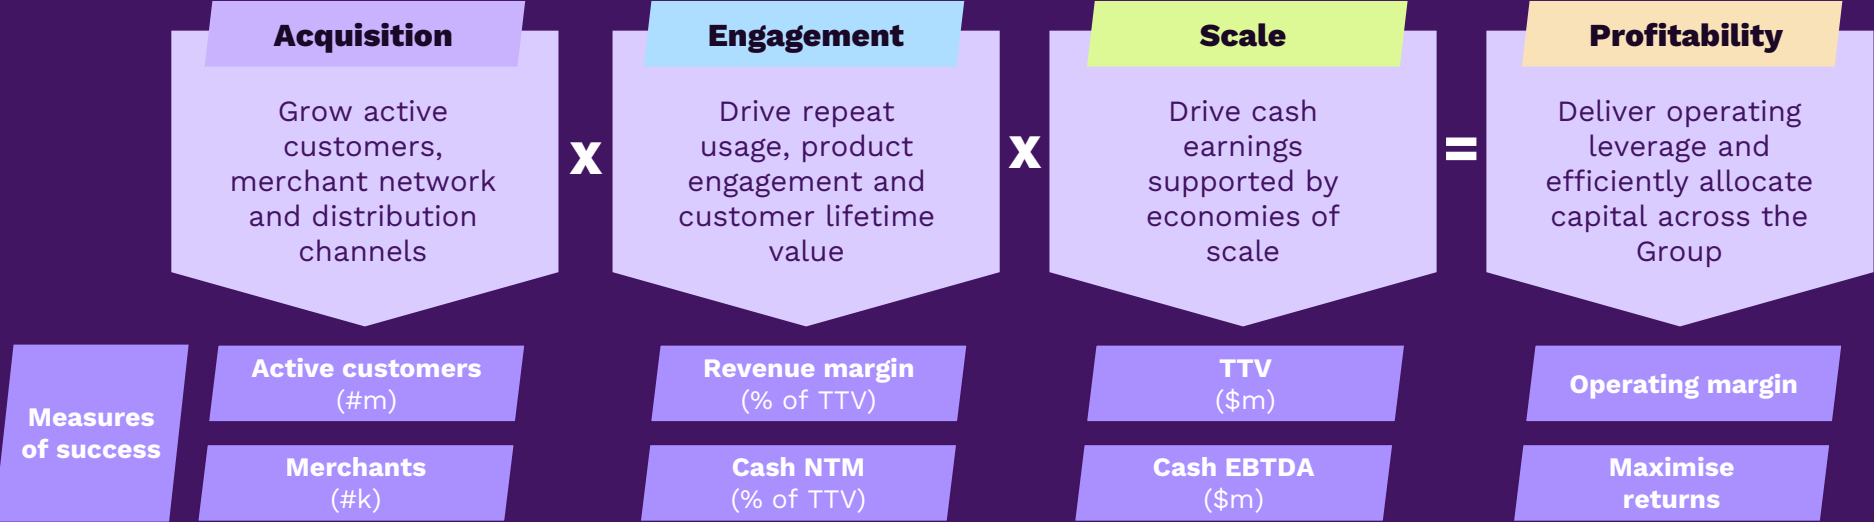 Acquisition
Grow active
customers,
merchant network
and distribution
channels
x
Engagement
Drive repeat
usage, product
engagement and
customer lifetime
value
x
Scale
Drive cash
earnings
supported by
economies of
scale
=
Profitability
Deliver operating
leverage and
efficiently allocate
capital across the
Group
Measures
of success
Active customers
(#m)
Revenue margin
(% of TTV)
TTV
($m)
Operating margin
Merchants
(#k)
Cash NTM
(% of TTV)
Cash EBTDA
($m)
Maximise
returns